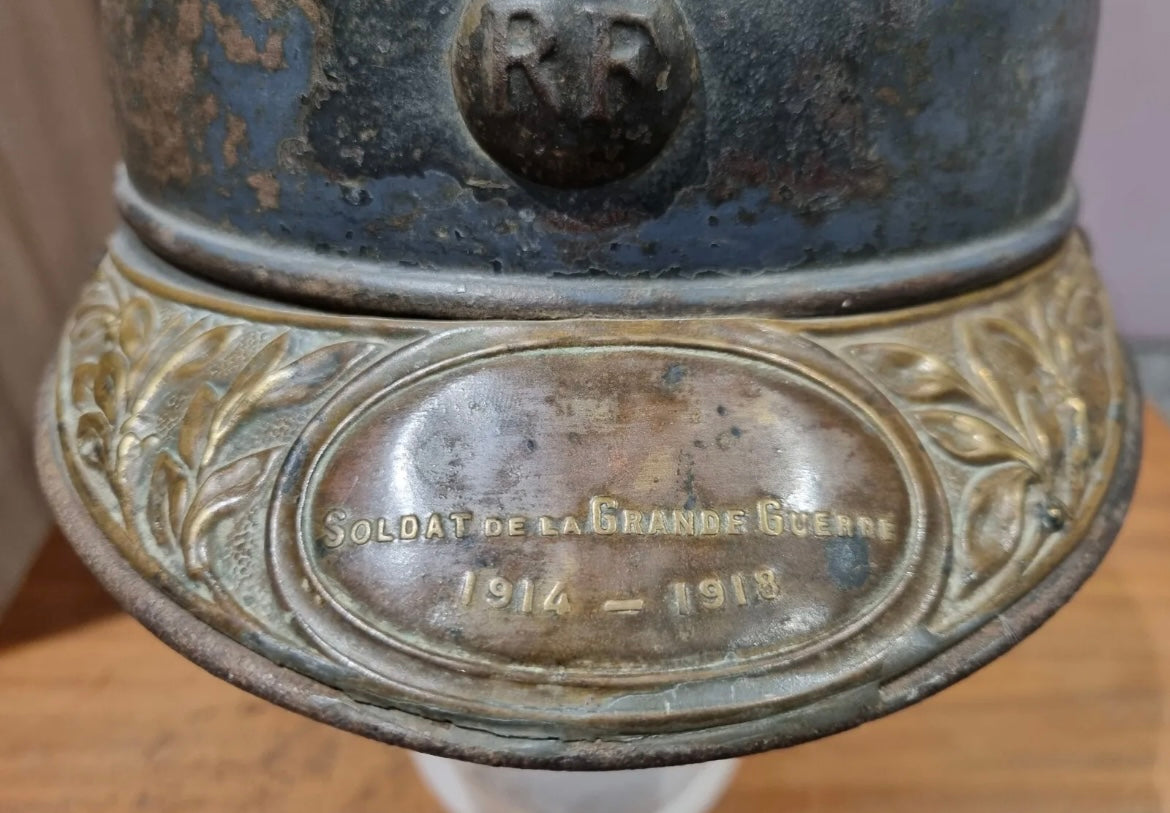 RF
SOLDAT DE LA GRANDE GUERRE
1914 — 1918